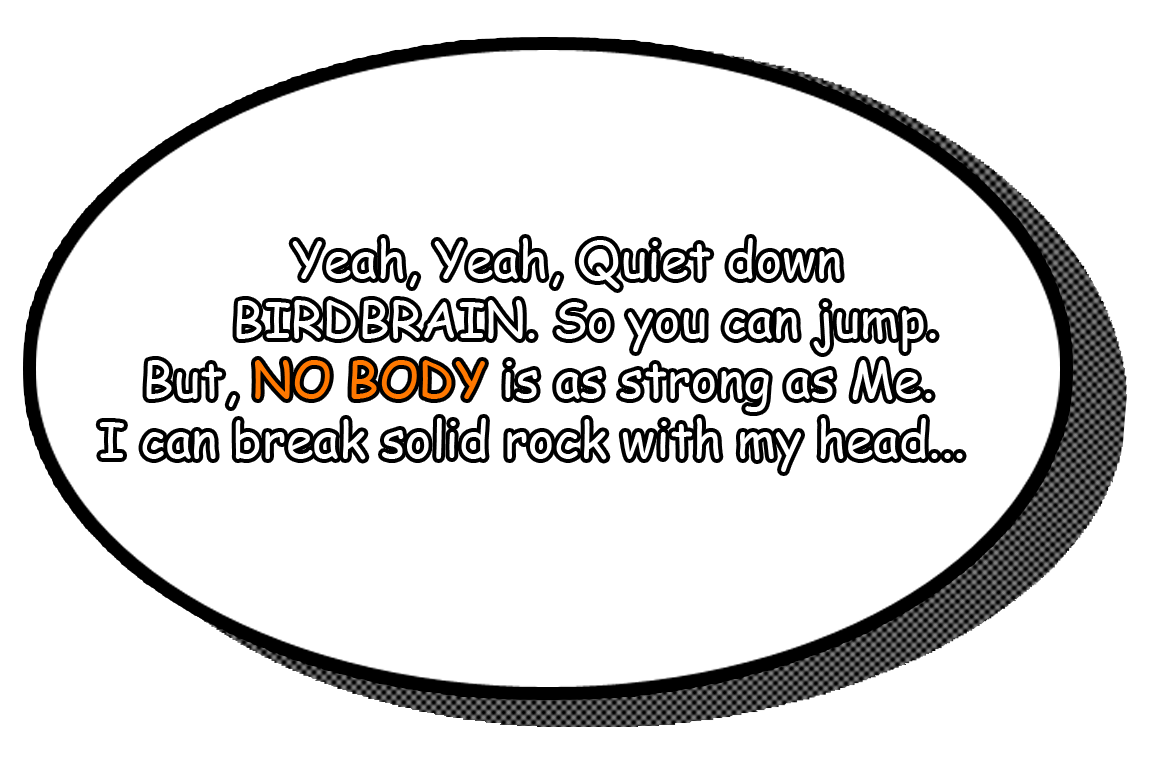 Yeah, Yeah, Quiet down
BIRDBRAIN. So you can jump.
But, NO BODY is as strong as Me.
I can break solid rock with my head...